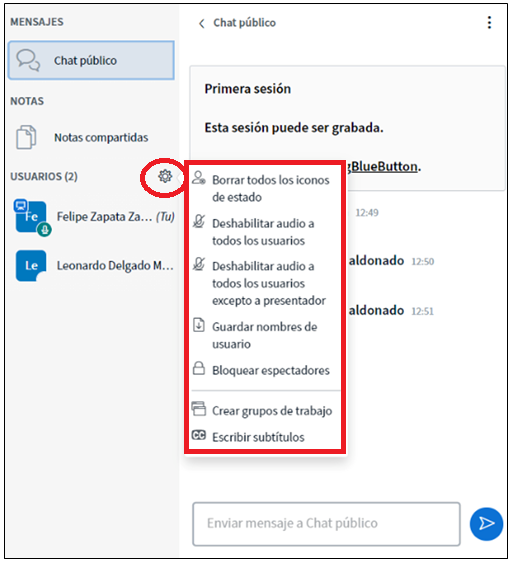 MENSAJES
Chat público
NOTAS
Notas compartidas
USUARIOS (2)
Fe
Felipe Zapata Za... (Tu)
Le
Leonardo Delgado M...
Chat público
Primera sesión
Esta sesión puede ser grabada.
gBlueButton.
12:49
aldonado 12:50
aldonado 12:51
Borrar todos los iconos
de estado
Deshabilitar audio a
todos los usuarios
Deshabilitar audio a
todos los usuarios
excepto a presentador
Guardar nombres de
usuario
Bloquear espectadores
Crear grupos de trabajo
CC
Escribir subtítulos
Enviar mensaje a Chat público